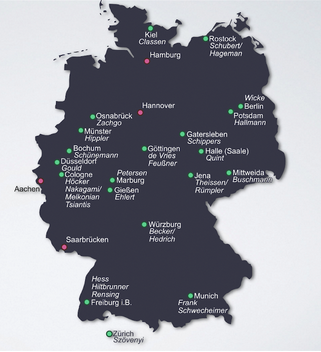 Kiel
Classen
Rostock
Schubert/
Hagemann
Hamburg
Wicke
Berlin
Potsdam
Hallmann
Hannover
Osnabrück
Zachgo
Münster
Hippler
Gatersleben
Schippers
Bochum
Schünemann
Göttingen
de Vries
Feußner
Halle (Saale)
Quint
Düsseldorf
Gould
Cologne
Höcker
Nakagami/
Melkonian
Tsiantis
Petersen
Marburg
Gießen
Ehlert
Jena
Theissen/
Rümpler
Mittweida
Buschmann
Aachen
Würzburg
Becker/
Hedrich
Saarbrücken
Hess
Hiltbrunner
Rensing
Freiburg i.B.
Munich
Frank
Schwecheimer
Zürich
Szövenyi